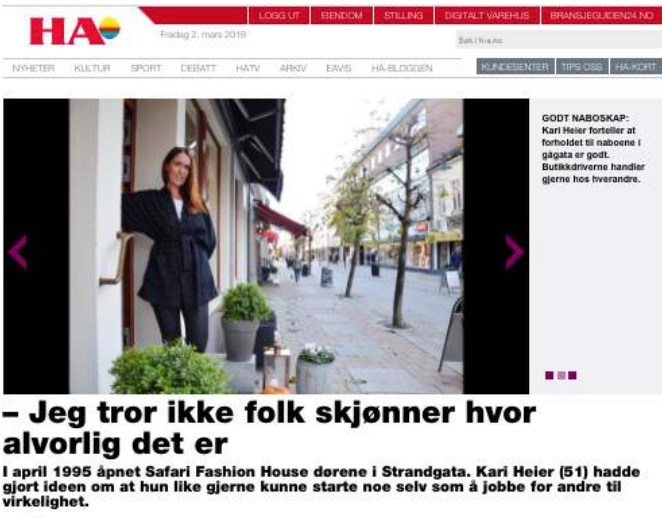 HA
LOGG UT EIENDOM STILLING DIGITALT VAREHUS BRANSJEGUIDEN24.NO
Fredag 2. mars 2018
Søk i h-a.no
NYHETER KULTUR SPORT DEBATT HATV ARKIV EAVIS HA-BLOGGEN KUNDESENTER TIPS OSS HA-KORT
GODT NABOSKAP:
Kari Heier forteller at
forholdet til naboene i
gågata er godt.
Butikkdriverne handler
gjerne hos hverandre.
– Jeg tror ikke folk skjønner hvor
alvorlig det er
I april 1995 åpnet Safari Fashion House dørene i Strandgata. Kari Heier (51) hadde
gjort ideen om at hun like gjerne kunne starte noe selv som å jobbe for andre til
virkelighet.